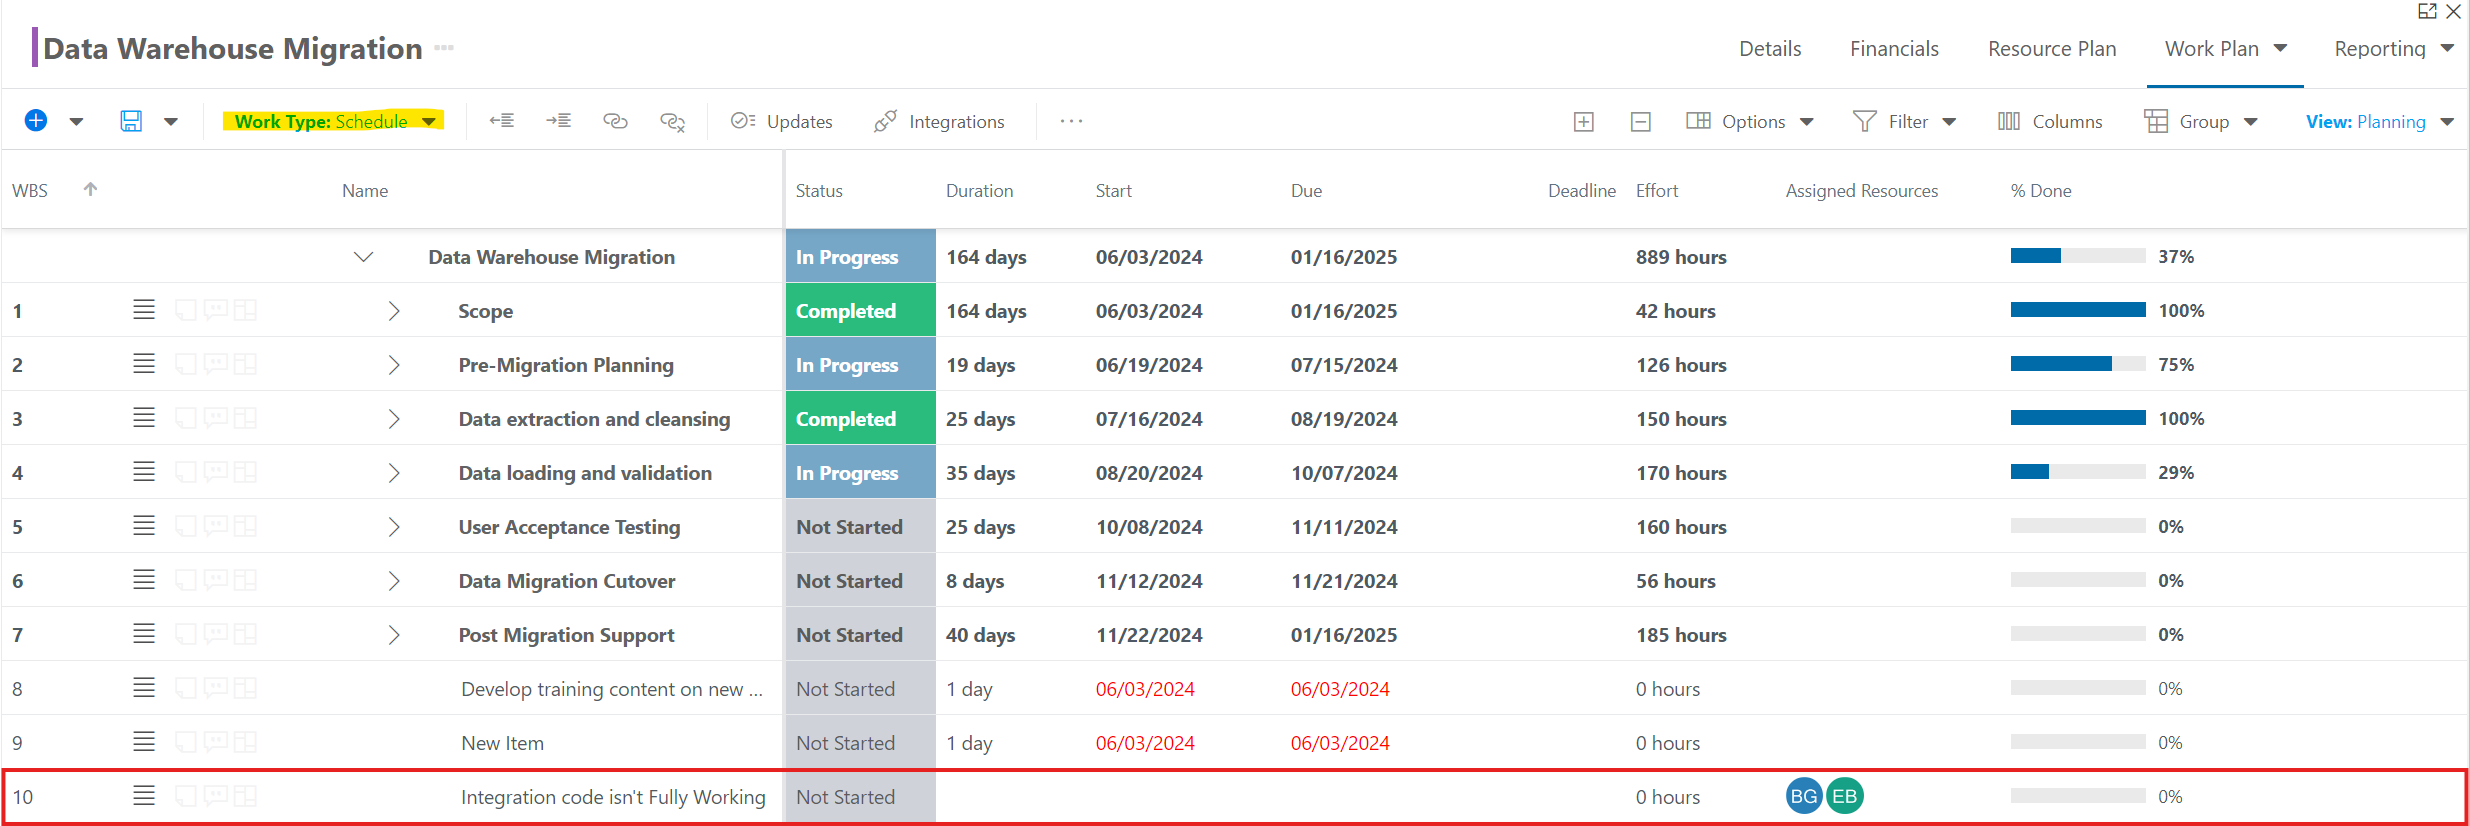 Data Warehouse Migration
Details Financials Resource Plan Work Plan Reporting
Work Type: Schedule Updates Integrations Options Filter Columns Group View: Planning
WBS Name Status Duration Start Due Deadline Effort Assigned Resources % Done
Data Warehouse Migration In Progress 164 days 06/03/2024 01/16/2025 889 hours 37%
1 Scope Completed 164 days 06/03/2024 01/16/2025 42 hours 100%
2 Pre-Migration Planning In Progress 19 days 06/19/2024 07/15/2024 126 hours 75%
3 Data extraction and cleansing Completed 25 days 07/16/2024 08/19/2024 150 hours 100%
4 Data loading and validation In Progress 35 days 08/20/2024 10/07/2024 170 hours 29%
5 User Acceptance Testing Not Started 25 days 10/08/2024 11/11/2024 160 hours 0%
6 Data Migration Cutover Not Started 8 days 11/12/2024 11/21/2024 56 hours 0%
7 Post Migration Support Not Started 40 days 11/22/2024 01/16/2025 185 hours 0%
8 Develop training content on new ... Not Started 1 day 06/03/2024 06/03/2024 0 hours 0%
9 New Item Not Started 1 day 06/03/2024 06/03/2024 0 hours 0%
10 Integration code isn't Fully Working Not Started 0 hours BG EB 0%